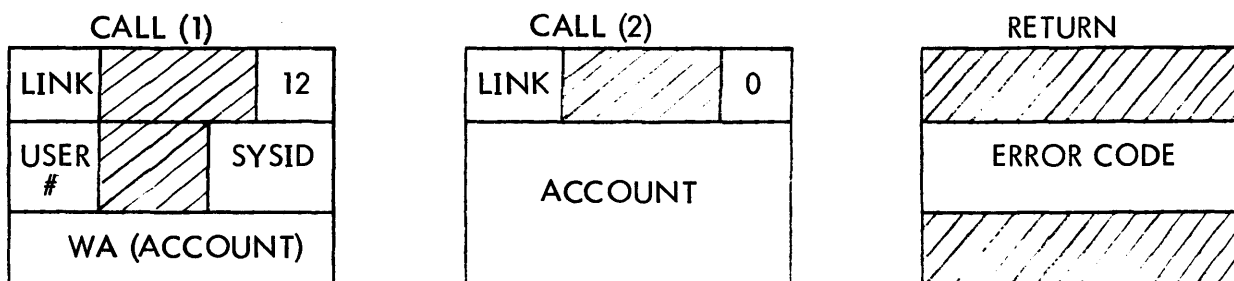 CALL (1)
LINK 12
USER # SYSID
WA (ACCOUNT)
CALL (2)
LINK 0
ACCOUNT
RETURN
ERROR CODE